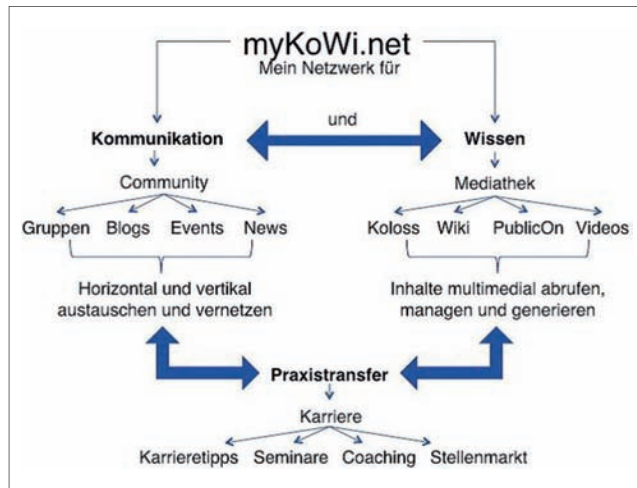 myKoWi.net
Mein Netzwerk für
und
Kommunikation
Wissen
Community
Mediathek
Gruppen Blogs Events News
Koloss Wiki PublicOn Videos
Horizontal und vertikal
austauschen und vernetzen
Inhalte multimedial abrufen,
managen und generieren
Praxistransfer
Karriere
Karrieretipps Seminare Coaching Stellenmarkt